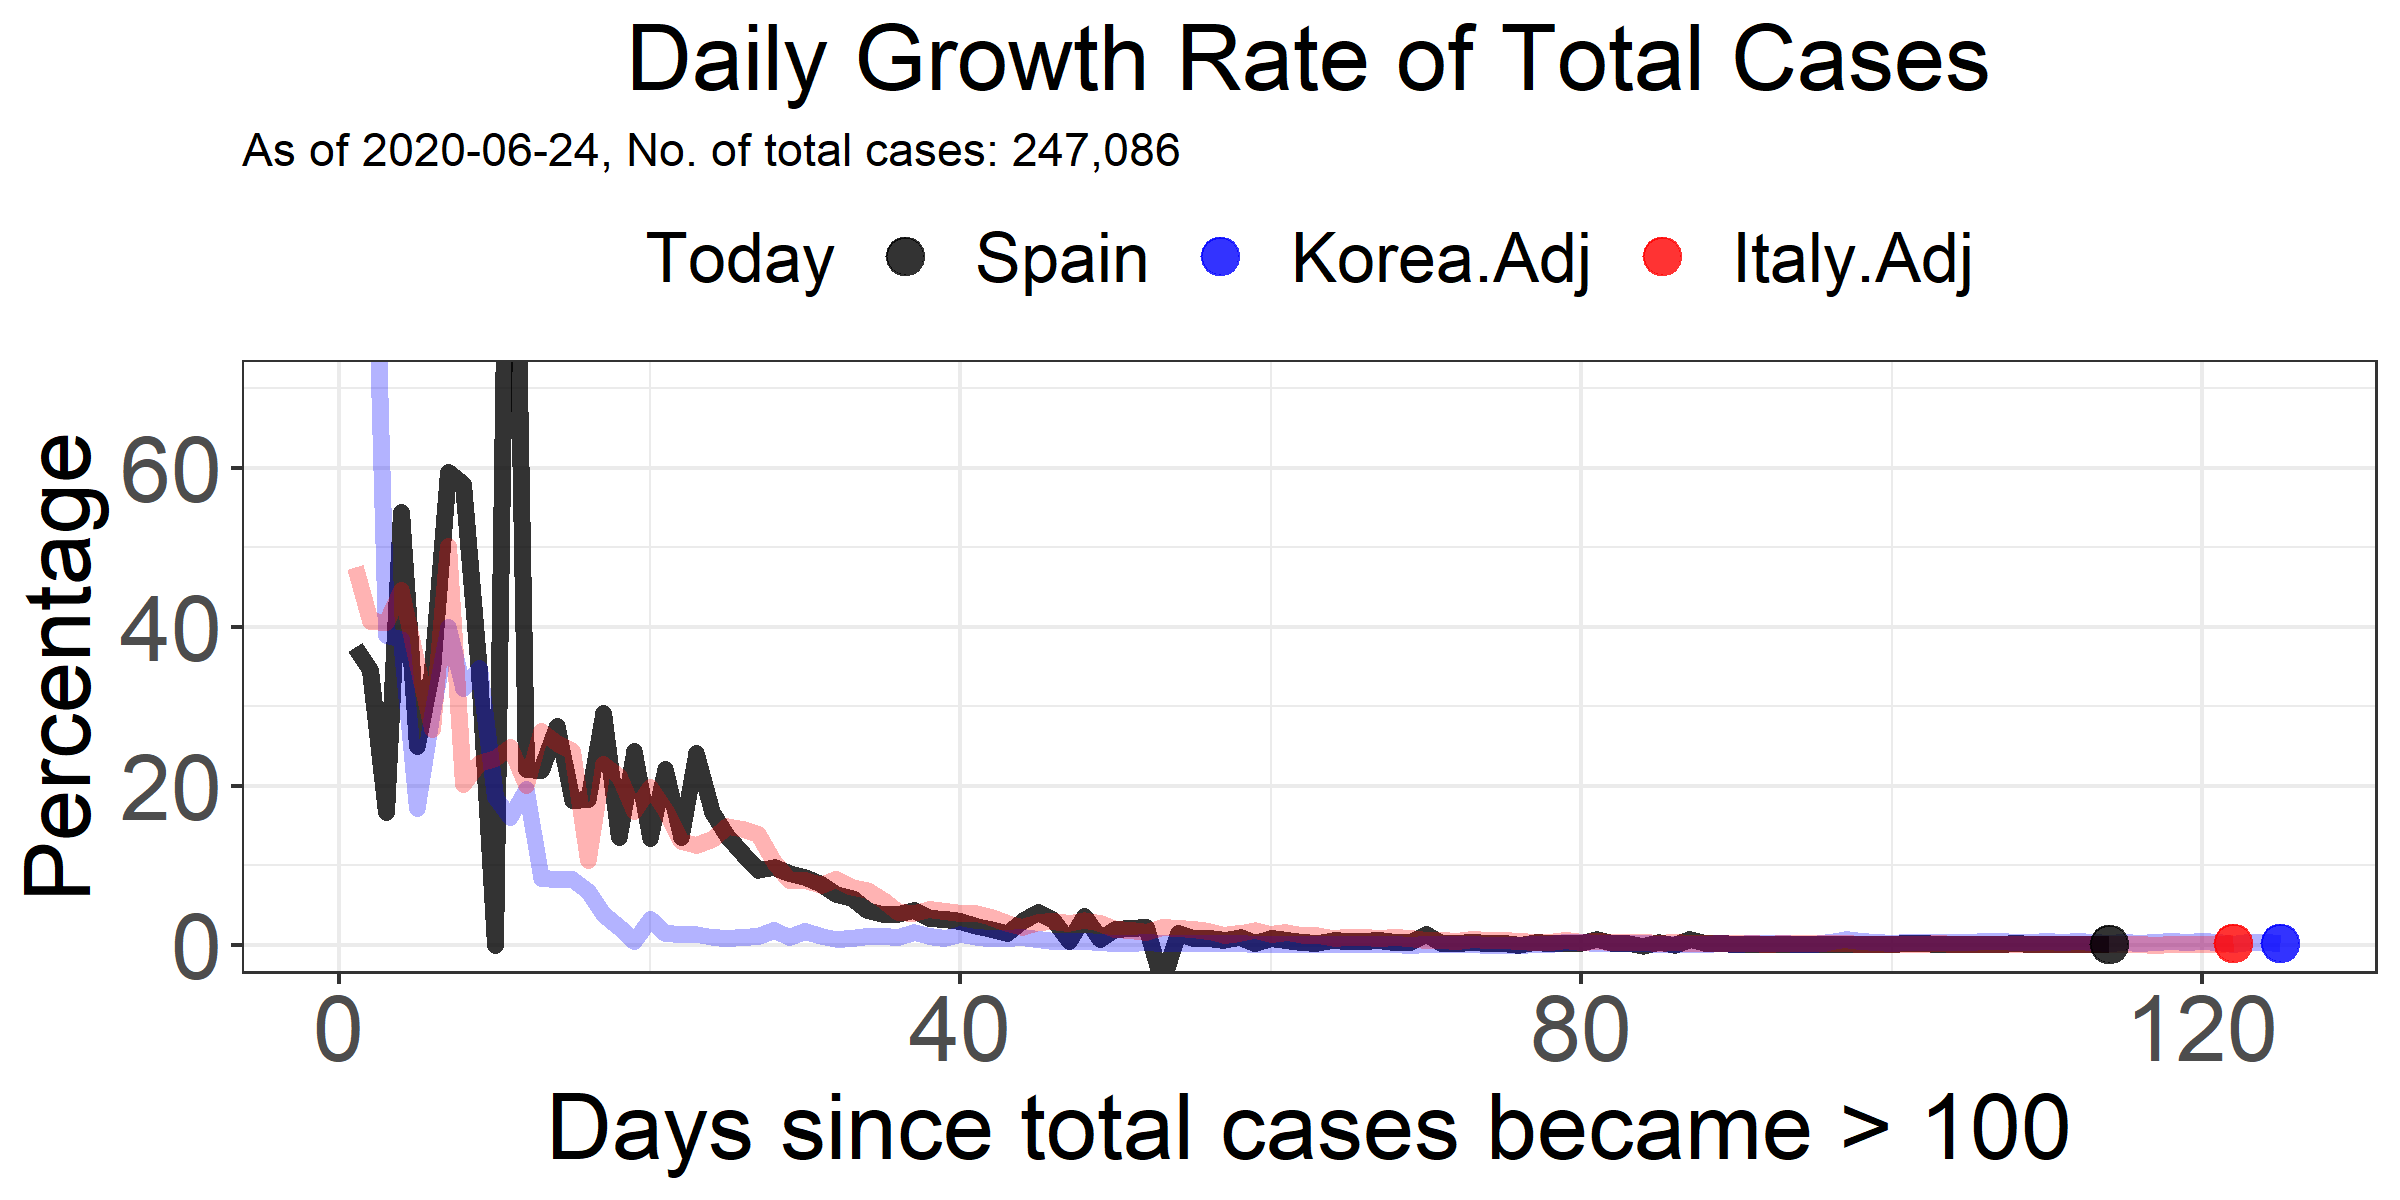 Daily Growth Rate of Total Cases
As of 2020-06-24, No. of total cases: 247,086
Today Spain Korea.Adj Italy.Adj
Percentage
60
40
20
0
0 40 80 120
Days since total cases became > 100